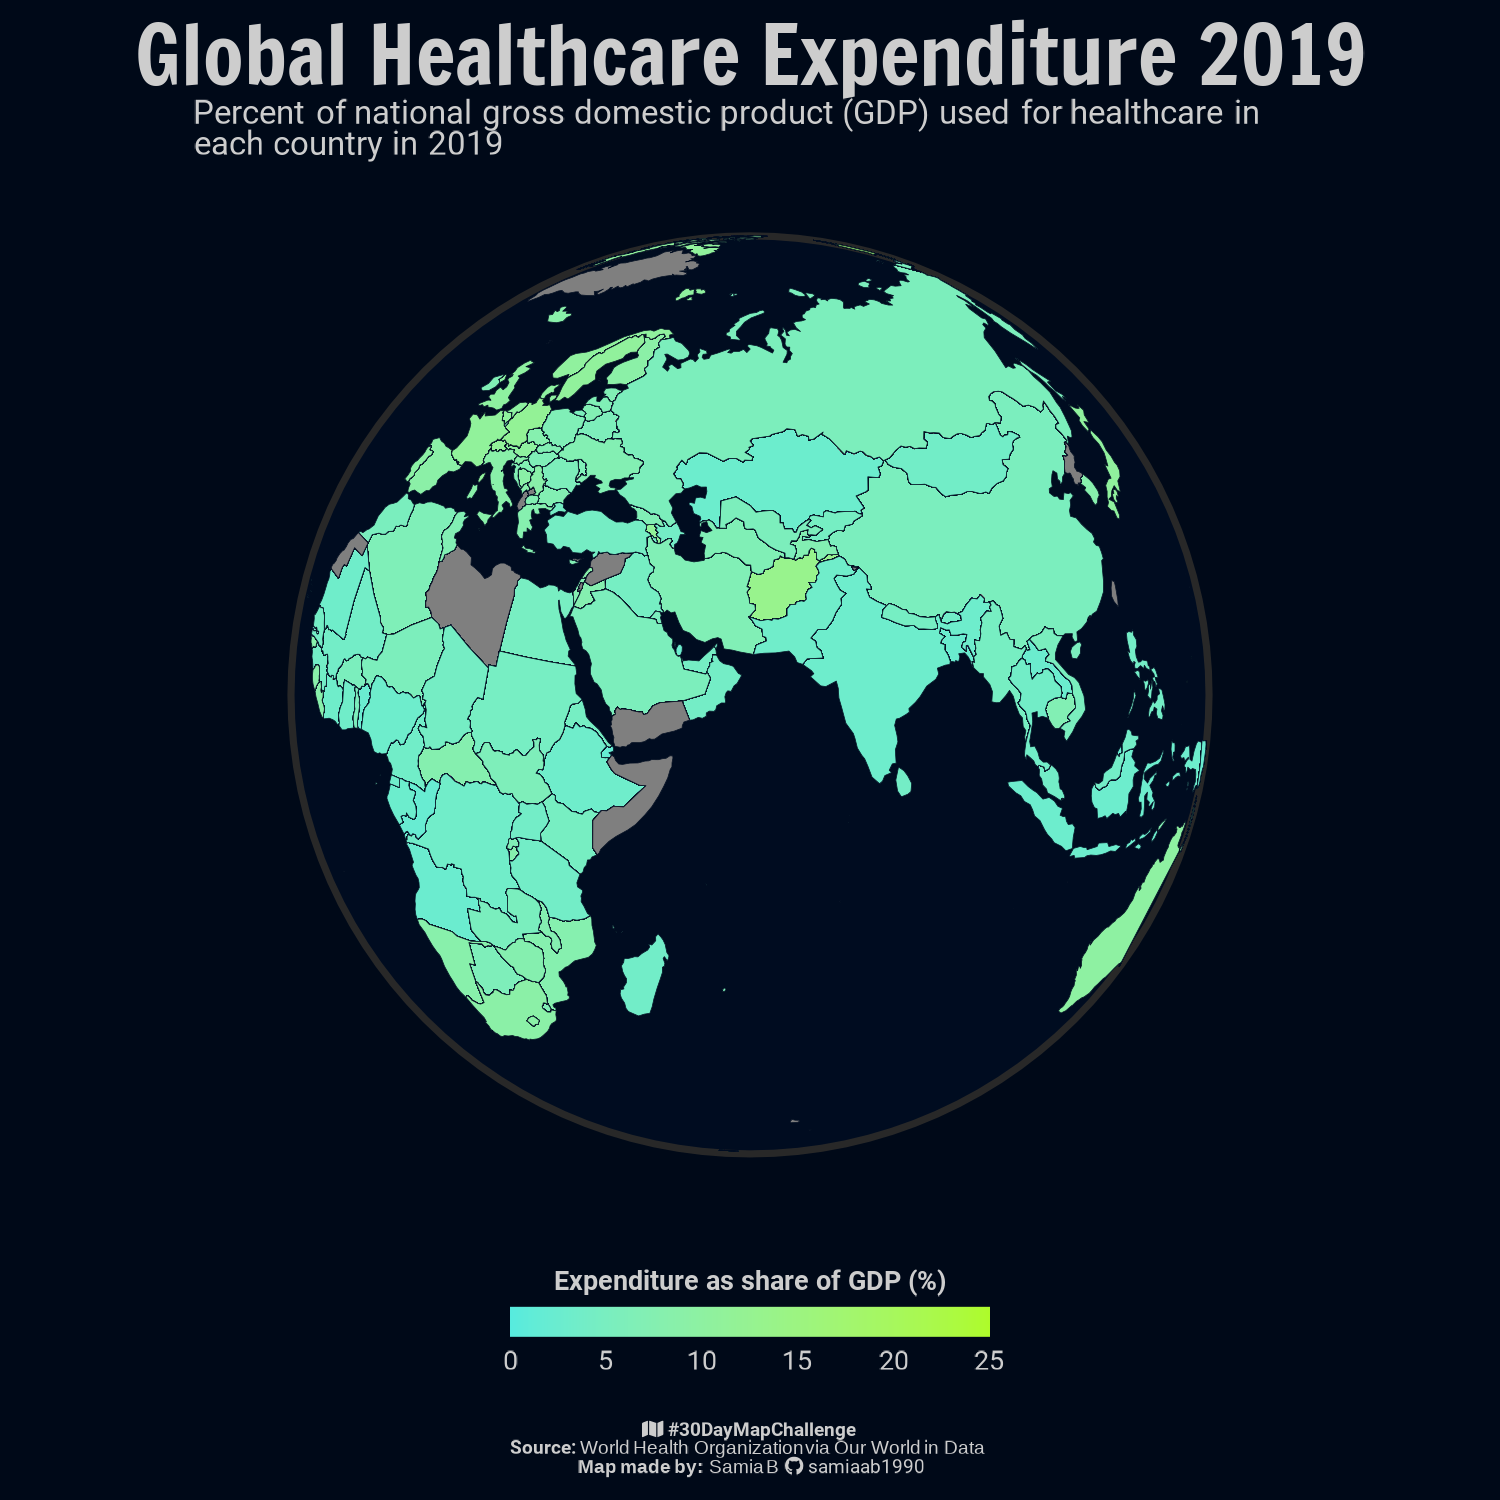 Global Healthcare Expenditure 2019
Percent of national gross domestic product (GDP) used for healthcare in
each country in 2019
Expenditure as share of GDP (%)
0 5 10 15 20 25
#30DayMapChallenge
Source: World Health Organization via Our World in Data
Map made by: Samia B samiaab1990